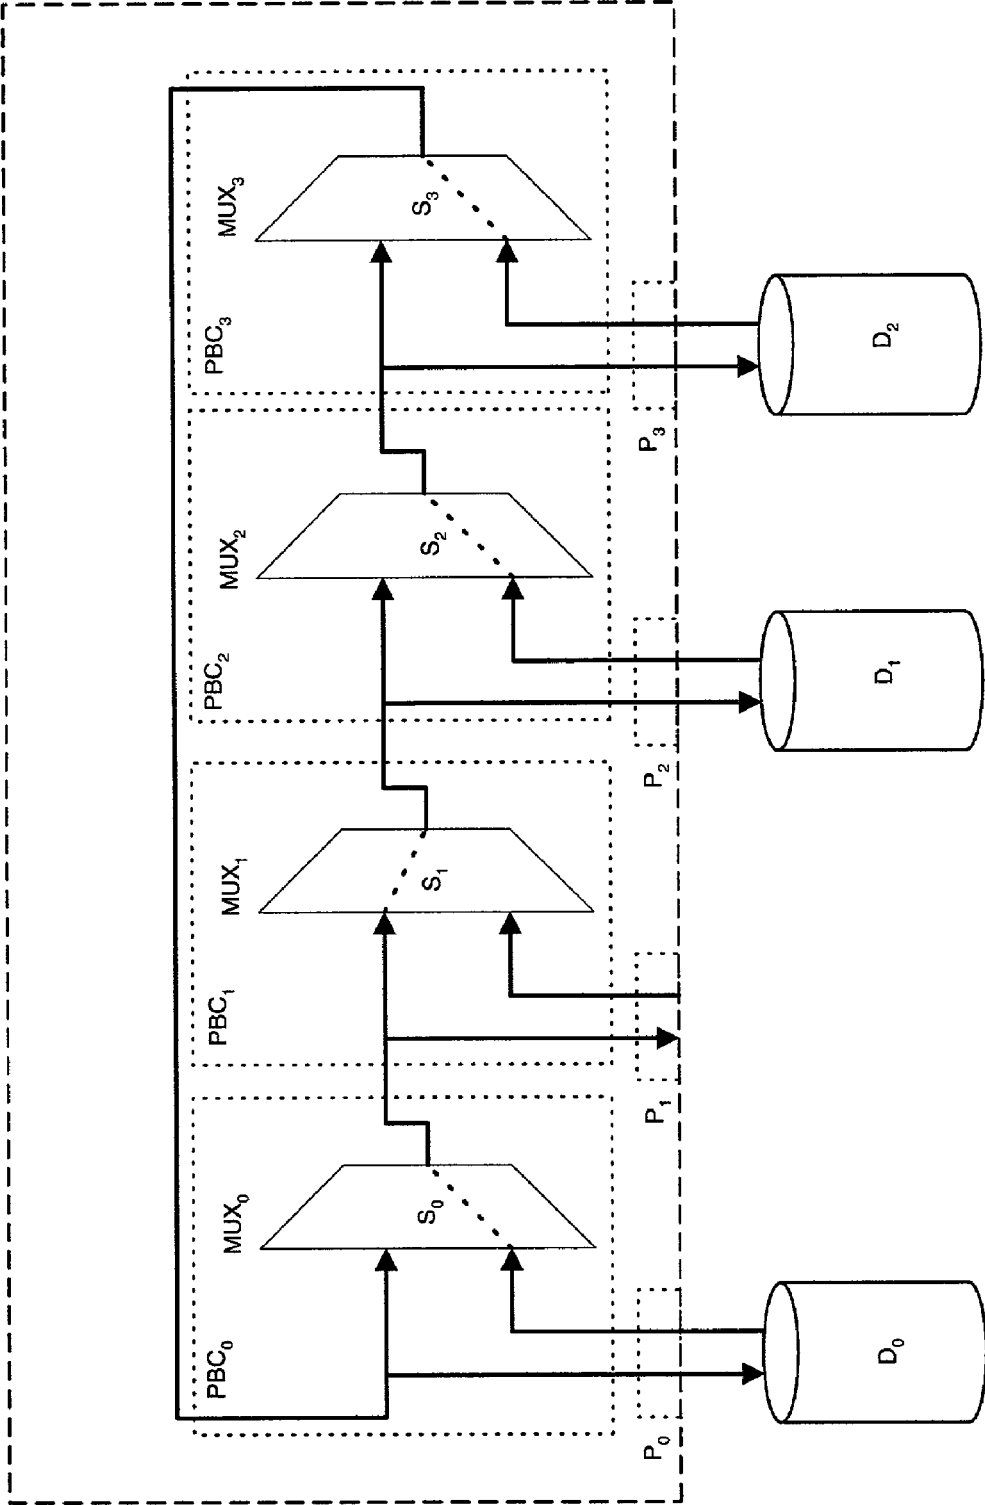 MUX₀
MUX₁
MUX₂
MUX₃
S₀
S₁
S₂
S₃
PBC₀
PBC₁
PBC₂
PBC₃
P₀
P₁
P₂
P₃
D₀
D₁
D₂